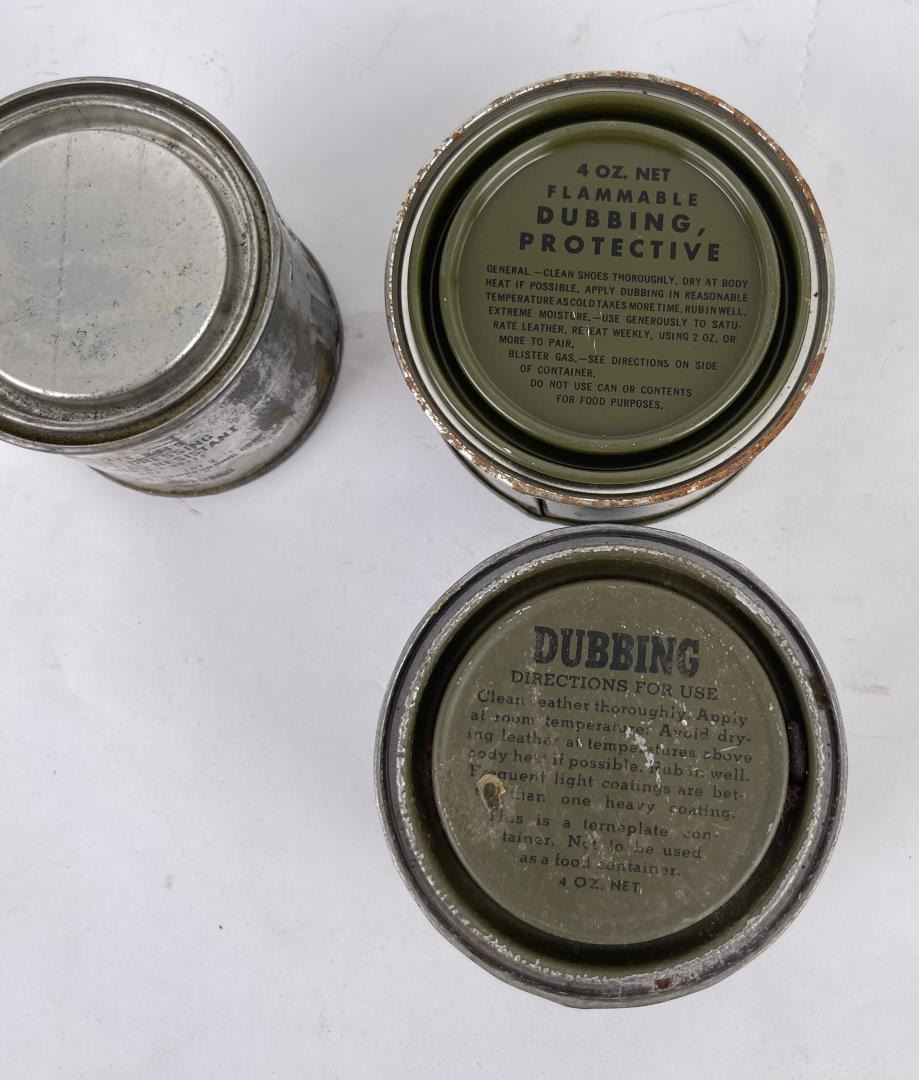 4 OZ. NET
FLAMMABLE
DUBBING,
PROTECTIVE
GENERAL.—CLEAN SHOES THOROUGHLY. DRY AT BODY
HEAT IF POSSIBLE. APPLY DUBBING IN REASONABLE
TEMPERATURE AS COLD TAKES MORE TIME. RUB IN WELL.
EXTREME MOISTURE.—USE GENEROUSLY TO SATU-
RATE LEATHER. REPEAT WEEKLY, USING 2 OZ. OR
MORE TO PAIR.
BLISTER GAS.—SEE DIRECTIONS ON SIDE
OF CONTAINER.
DO NOT USE CAN OR CONTENTS
FOR FOOD PURPOSES.
DUBBING
DIRECTIONS FOR USE
Clean leather thoroughly. Apply
at room temperature. Avoid dry-
ing leather at temperatures above
body heat if possible. Rub in well.
Frequent light coatings are bet-
than one heavy coating.
This is a terneplate con-
tainer. Not to be used
as a food container.
4 OZ. NET